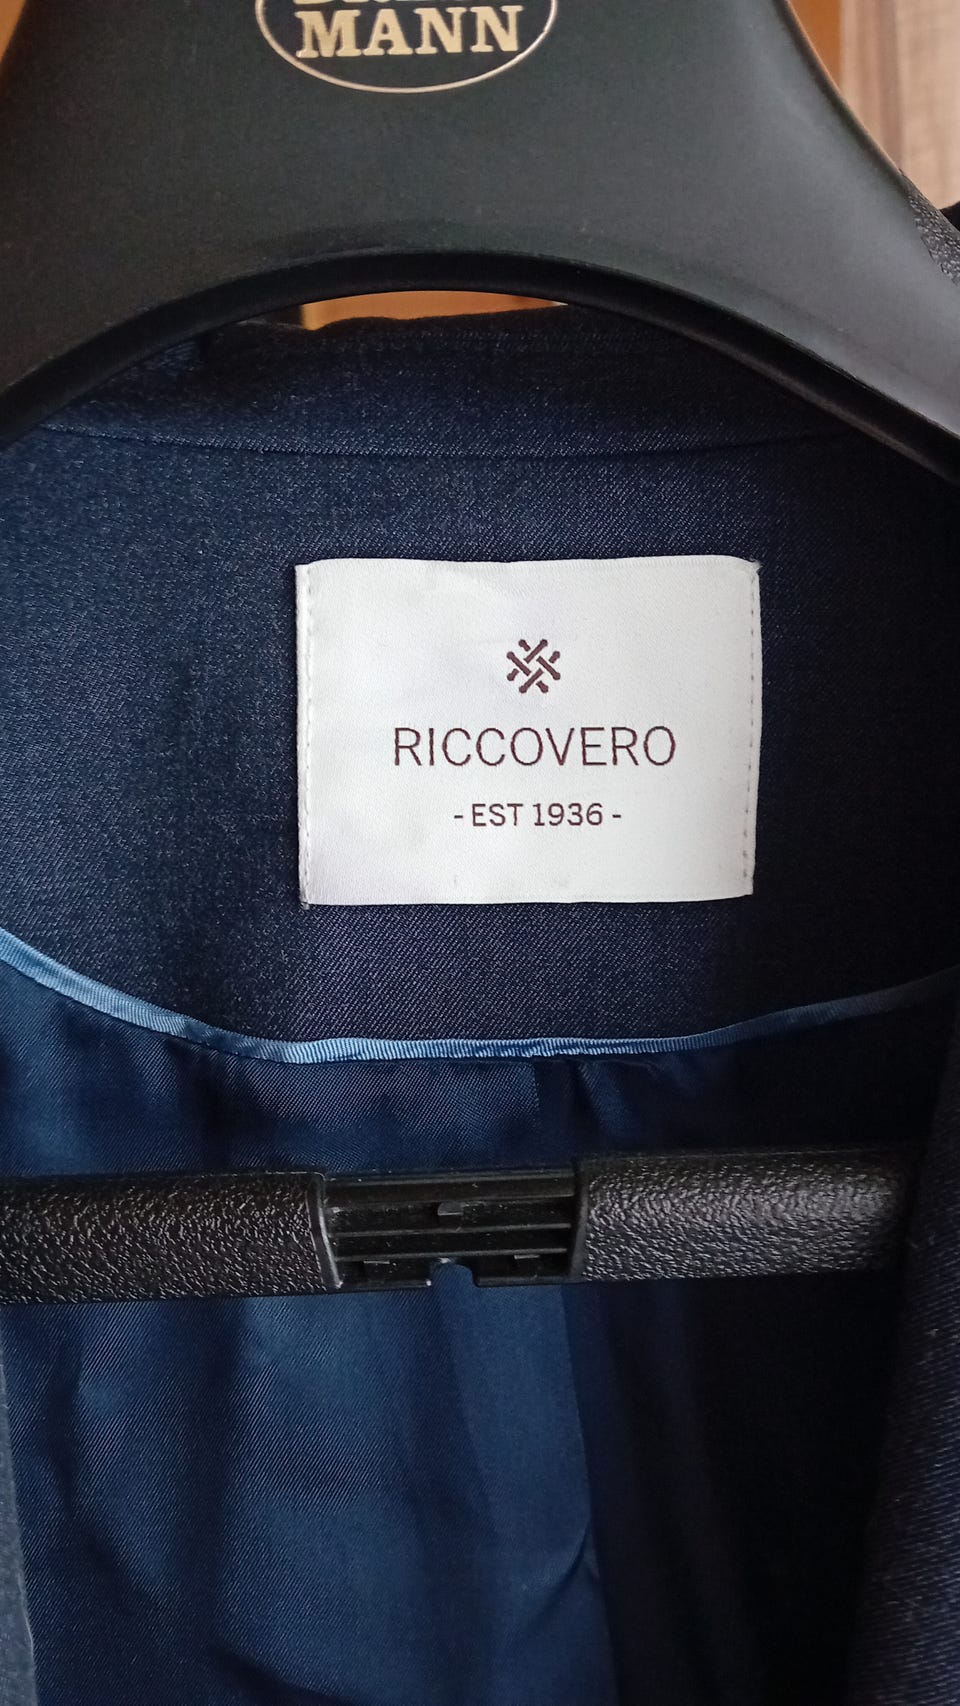 MANN
RICCOVERO
- EST 1936 -